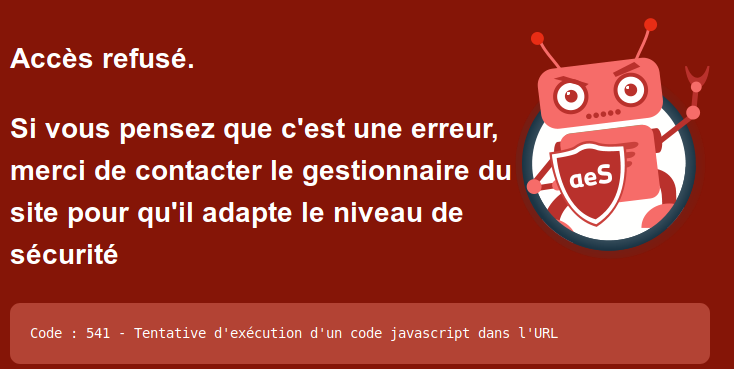 Accès refusé.
Si vous pensez que c'est une erreur,
merci de contacter le gestionnaire du
site pour qu'il adapte le niveau de
sécurité
aeS
Code : 541 - Tentative d'exécution d'un code javascript dans l'URL